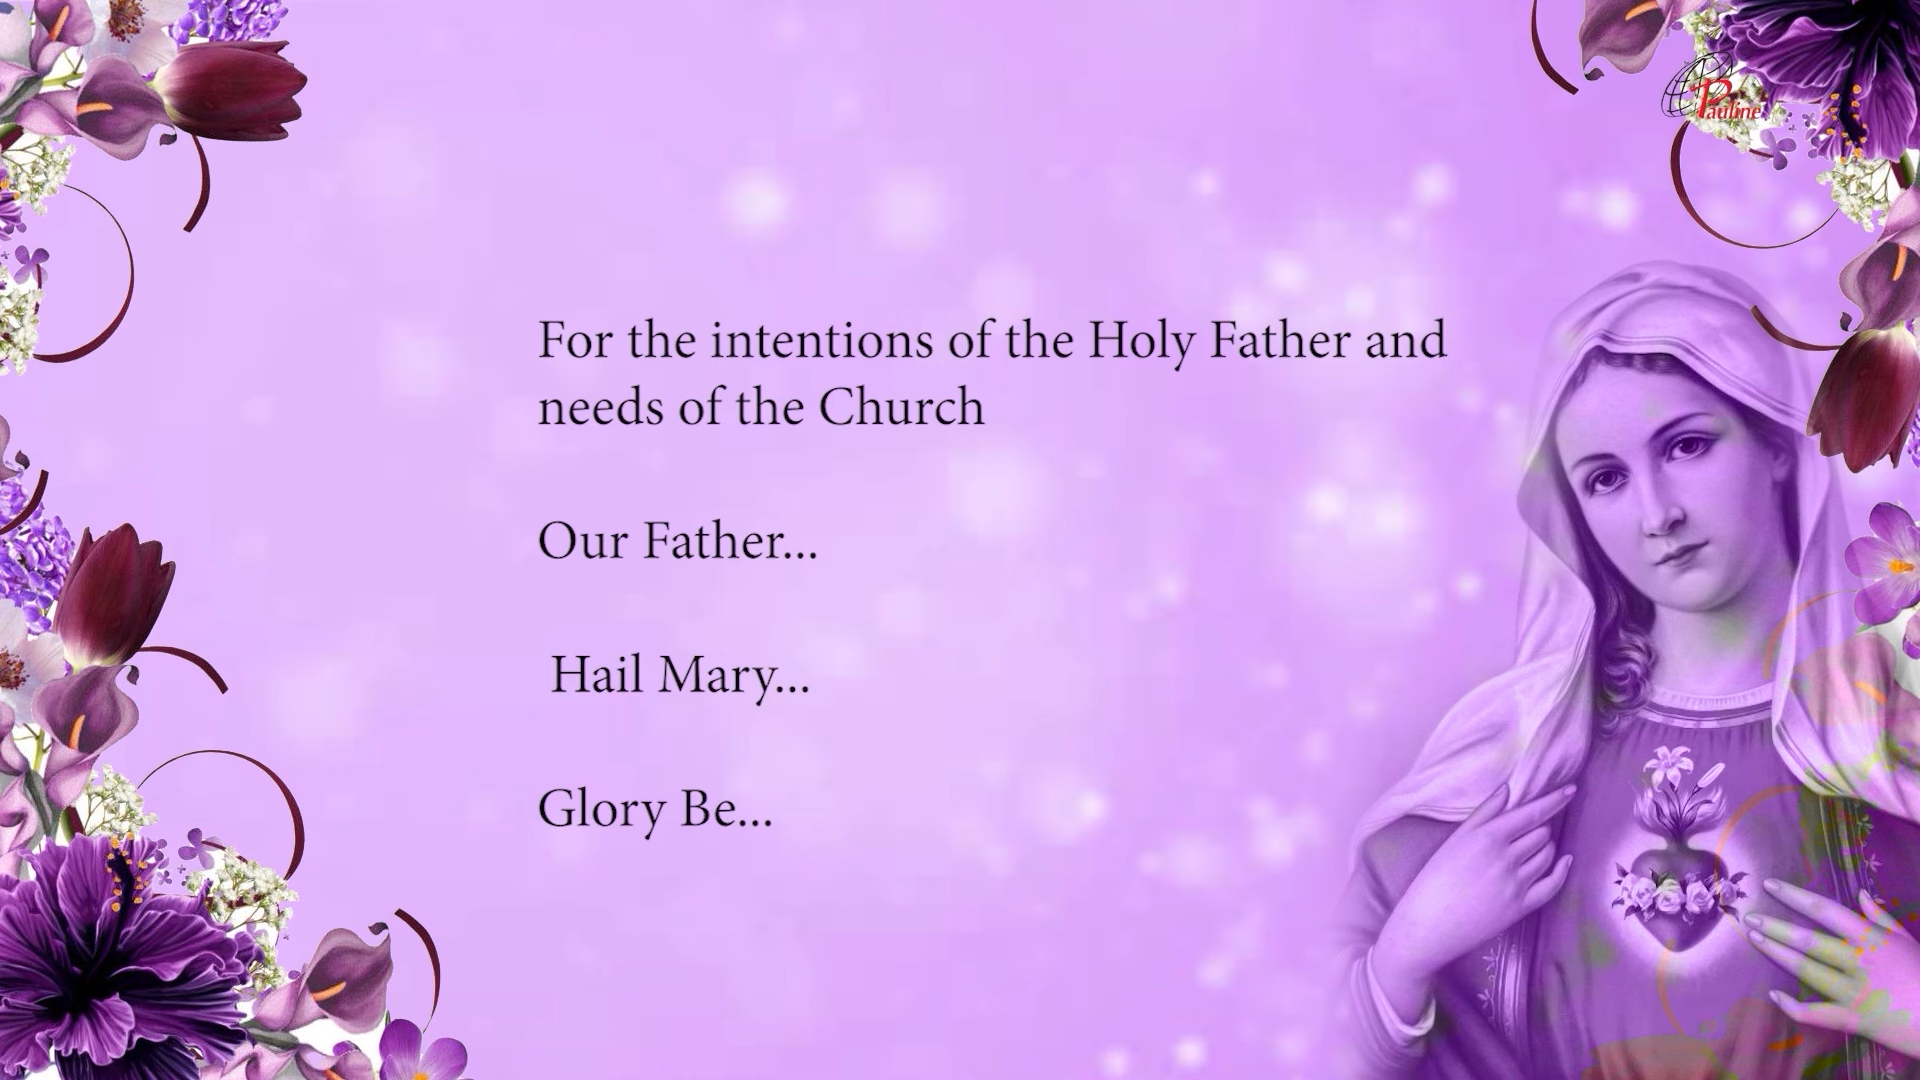 Pauline
For the intentions of the Holy Father and
needs of the Church
Our Father...
Hail Mary...
Glory Be...